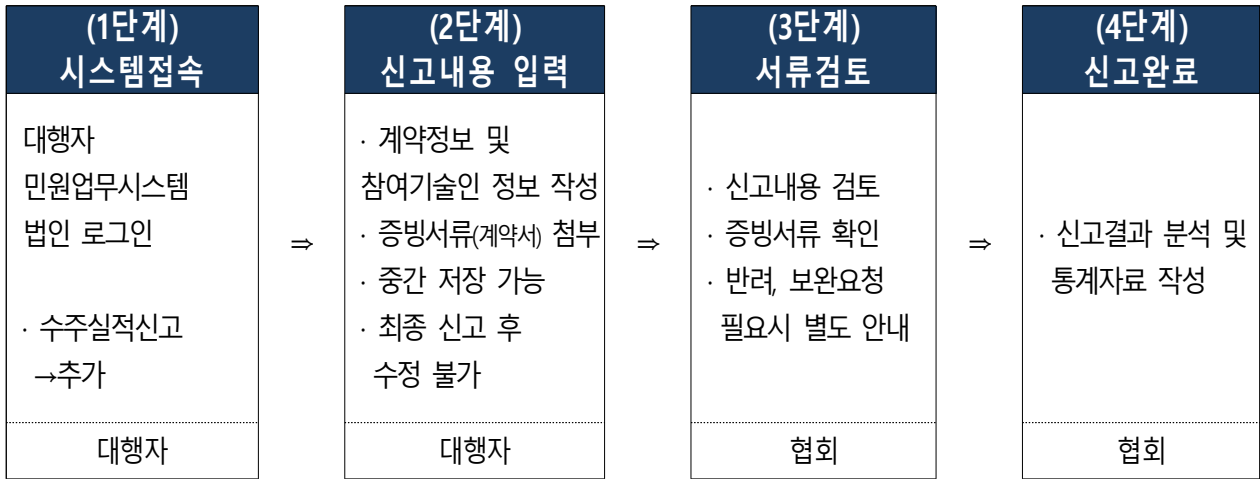 (1단계)
시스템접속
대행자
민원업무시스템
법인 로그인
· 수주실적신고
→추가
대행자
⇒
(2단계)
신고내용 입력
· 계약정보 및
참여기술인 정보 작성
· 증빙서류(계약서) 첨부
· 중간 저장 가능
· 최종 신고 후
수정 불가
대행자
⇒
(3단계)
서류검토
· 신고내용 검토
· 증빙서류 확인
· 반려, 보완요청
필요시 별도 안내
협회
⇒
(4단계)
신고완료
· 신고결과 분석 및
통계자료 작성
협회